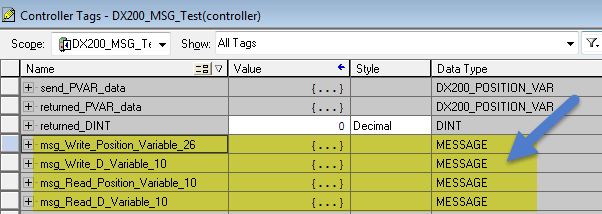 Controller Tags - DX200_MSG_Test(controller)
Scope: DX200_MSG_Te Show: All Tags
Name Value Style Data Type
+ send_PVAR_data {...} DX200_POSITION_VAR
+ returned_PVAR_data {...} DX200_POSITION_VAR
+ returned_DINT 0 Decimal DINT
+ msg_Write_Position_Variable_26 {...} MESSAGE
+ msg_Write_D_Variable_10 {...} MESSAGE
+ msg_Read_Position_Variable_10 {...} MESSAGE
+ msg_Read_D_Variable_10 {...} MESSAGE